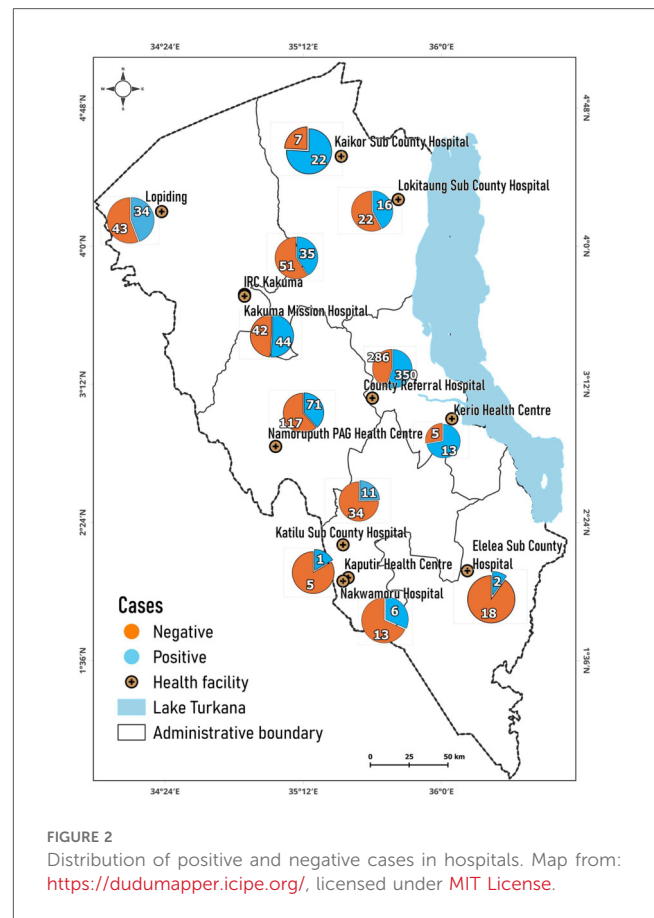 34°24'E 35°12'E 36°0'E
4°48'N 4°48'N
N
W E
S
7
22
Kaikor Sub County Hospital
Lopiding
34
43
Lokitaung Sub County Hospital
16
22
4°0'N 4°0'N
35
51
IRC Kakuma
Kakuma Mission Hospital
42
44
286
350
County Referral Hospital
3°12'N 3°12'N
Kerio Health Centre
71
117
Namoruputh PAG Health Centre
5
13
11
34
2°24'N 2°24'N
Katilu Sub County Hospital
Elelea Sub County
Hospital
Kaputir Health Centre
1
5
Nakwamoru Hospital
2
18
6
13
Cases
Negative
Positive
Health facility
Lake Turkana
Administrative boundary
1°36'N 1°36'N
0 25 50 km
34°24'E 35°12'E 36°0'E
FIGURE 2
Distribution of positive and negative cases in hospitals. Map from:
https://dudumapper.icipe.org/, licensed under MIT License.